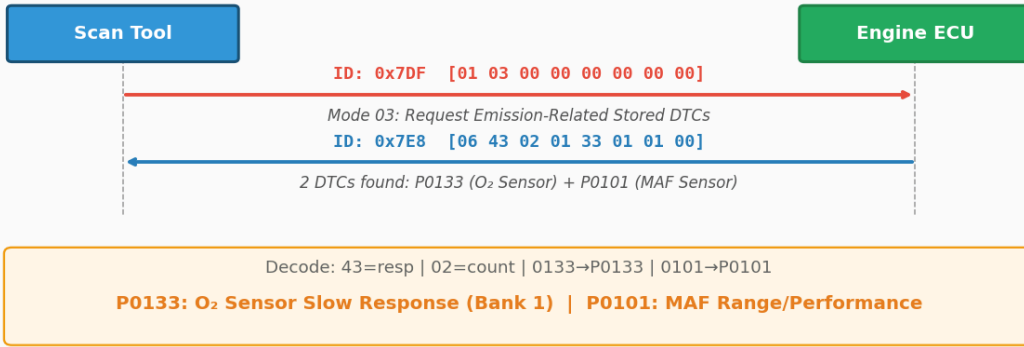 Scan Tool
Engine ECU
ID: 0x7DF  [01 03 00 00 00 00 00 00]
Mode 03: Request Emission-Related Stored DTCs
ID: 0x7E8  [06 43 02 01 33 01 01 00]
2 DTCs found: P0133 (O₂ Sensor) + P0101 (MAF Sensor)
Decode: 43=resp | 02=count | 0133→P0133 | 0101→P0101
P0133: O₂ Sensor Slow Response (Bank 1)  |  P0101: MAF Range/Performance